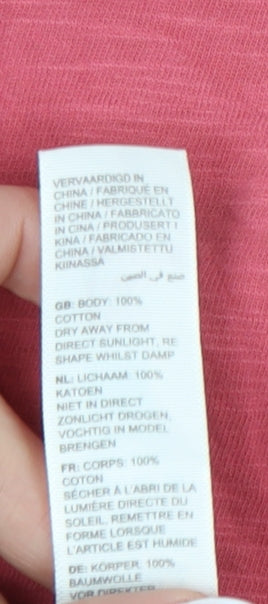 VERVAARDIGD IN
CHINA / FABRIQUÉ EN
CHINE / HERGESTELLT
IN CHINA / FABBRICATO
IN CINA / PRODUSERT I
KINA / FABRICADO EN
CHINA / VALMISTETTU
KIINASSA
صنع في الصين
GB: BODY: 100%
COTTON
DRY AWAY FROM
DIRECT SUNLIGHT, RE
SHAPE WHILST DAMP
NL: LICHAAM: 100%
KATOEN
NIET IN DIRECT
ZONLICHT DROGEN,
VOCHTIG IN MODEL
BRENGEN
FR: CORPS: 100%
COTON
SÉCHER À L'ABRI DE LA
LUMIÈRE DIRECTE DU
SOLEIL, REMETTRE EN
FORME LORSQUE
L'ARTICLE EST HUMIDE
DE: KÖRPER: 100%
BAUMWOLLE
VOR DIREKTER